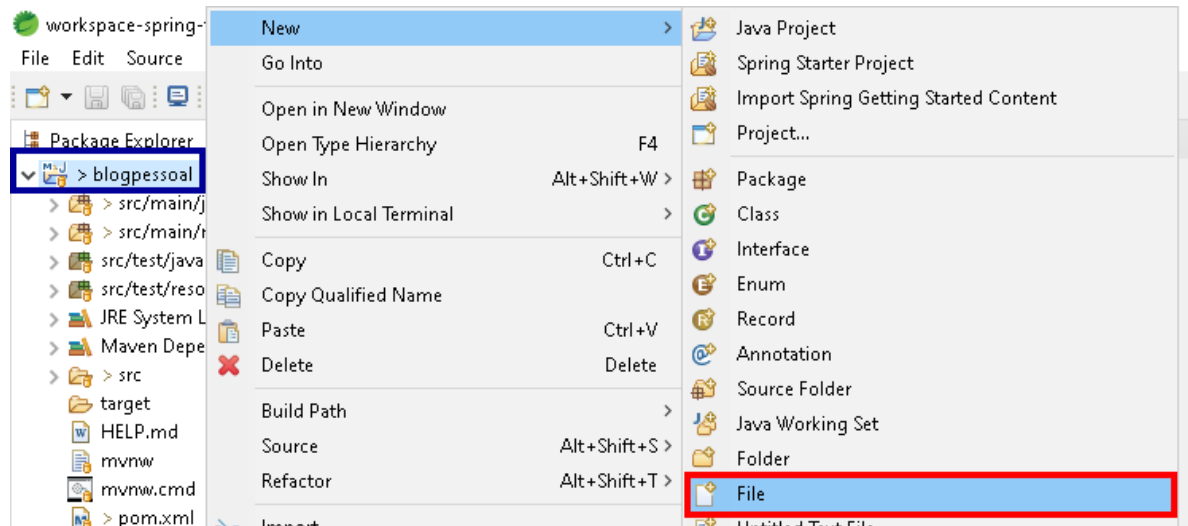 workspace-spring-
File Edit Source
Package Explorer
> blogpessoal
> src/main/j
> src/main/r
src/test/java
src/test/reso
JRE System L
Maven Depe
> src
target
HELP.md
mvnw
mvnw.cmd
> pom.xml
New
Go Into
Open in New Window
Open Type Hierarchy F4
Show In Alt+Shift+W >
Show in Local Terminal
Copy Ctrl+C
Copy Qualified Name
Paste Ctrl+V
Delete Delete
Build Path
Source Alt+Shift+S >
Refactor Alt+Shift+T >
Import
Java Project
Spring Starter Project
Import Spring Getting Started Content
Project...
Package
Class
Interface
Enum
Record
Annotation
Source Folder
Java Working Set
Folder
File
Untitled Text File